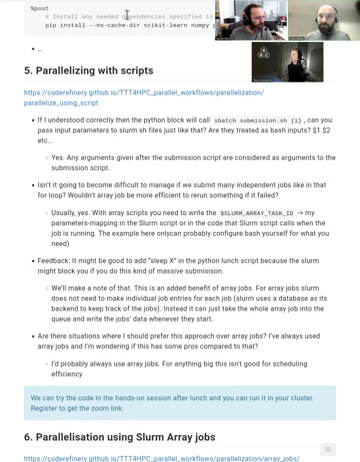 %post
# Install any needed dependencies specified in
pip install --no-cache-dir scikit-learn numpy
...
5. Parallelizing with scripts
https://coderefinery.github.io/TTT4HPC_parallel_workflows/parallelization/
parallelize_using_script
If I understood correctly then the python block will call sbatch submission.sh {i}, can you
pass input parameters to slurm sh files just like that? Are they treated as bash inputs? $1 $2
etc..
Yes. Any arguments given after the submission script are considered as arguments to the
submission script.
Isn't it going to become difficult to manage if we submit many independent jobs like in that
for loop? Wouldn't array job be more efficient to rerun something if it failed?
Usually, yes. With array scripts you need to write the $SLURM_ARRAY_TASK_ID -> my
parameters-mapping in the Slurm script or in the code that Slurm script calls when the
job is running. The example here onlycan probably configure bash yourself for what you
need)
Feedback: It might be good to add "sleep X" in the python lunch script because the slurm
might block you if you do this kind of massive submisison.
We'll make a note of that. This is an added benefit of array jobs. For array jobs slurm
does not need to make individual job entries for each job (slurm uses a database as its
backend to keep track of the jobs). Instead it can just take the whole array job into the
queue and write the jobs' data whenever they start.
Are there situations where I should prefer this approach over array jobs? I've always used
array jobs and I'm wondering if this has some pros compared to that?
I'd probably always use array jobs. For anything big this isn't good for scheduling
efficiency
We can try the code in the hands-on session after lunch and you can run it in your cluster.
Register to get the zoom link.
6. Parallelisation using Slurm Array jobs
https://coderefinery.github.io/TTT4HPC_parallel_workflows/parallelization/array_jobs/